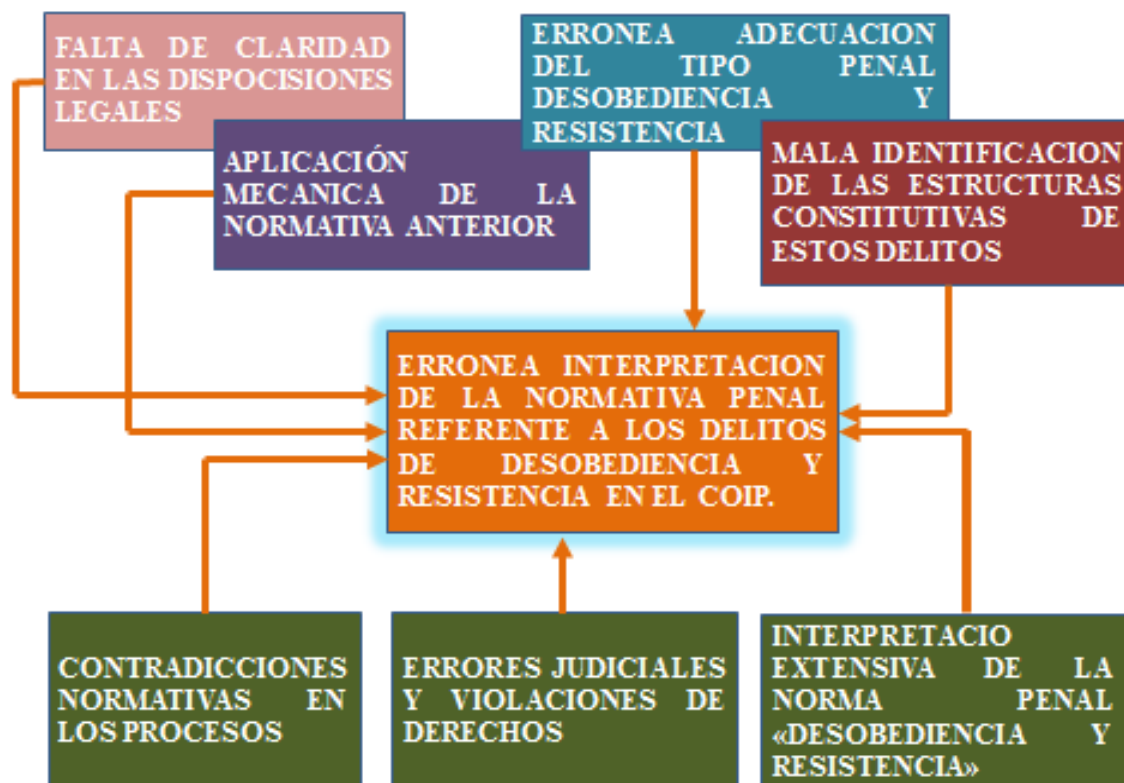 FALTA DE CLARIDAD
EN LAS DISPOCISIONES
LEGALES
ERRONEA ADECUACION
DEL TIPO PENAL
DESOBEDIENCIA Y
RESISTENCIA
APLICACIÓN
MECANICA DE LA
NORMATIVA ANTERIOR
MALA IDENTIFICACION
DE LAS ESTRUCTURAS
CONSTITUTIVAS DE
ESTOS DELITOS
ERRONEA INTERPRETACION
DE LA NORMATIVA PENAL
REFERENTE A LOS DELITOS
DE DESOBEDIENCIA Y
RESISTENCIA EN EL COIP.
CONTRADICCIONES
NORMATIVAS EN
LOS PROCESOS
ERRORES JUDICIALES
Y VIOLACIONES DE
DERECHOS
INTERPRETACIO
EXTENSIVA DE LA
NORMA PENAL
«DESOBEDIENCIA Y
RESISTENCIA»